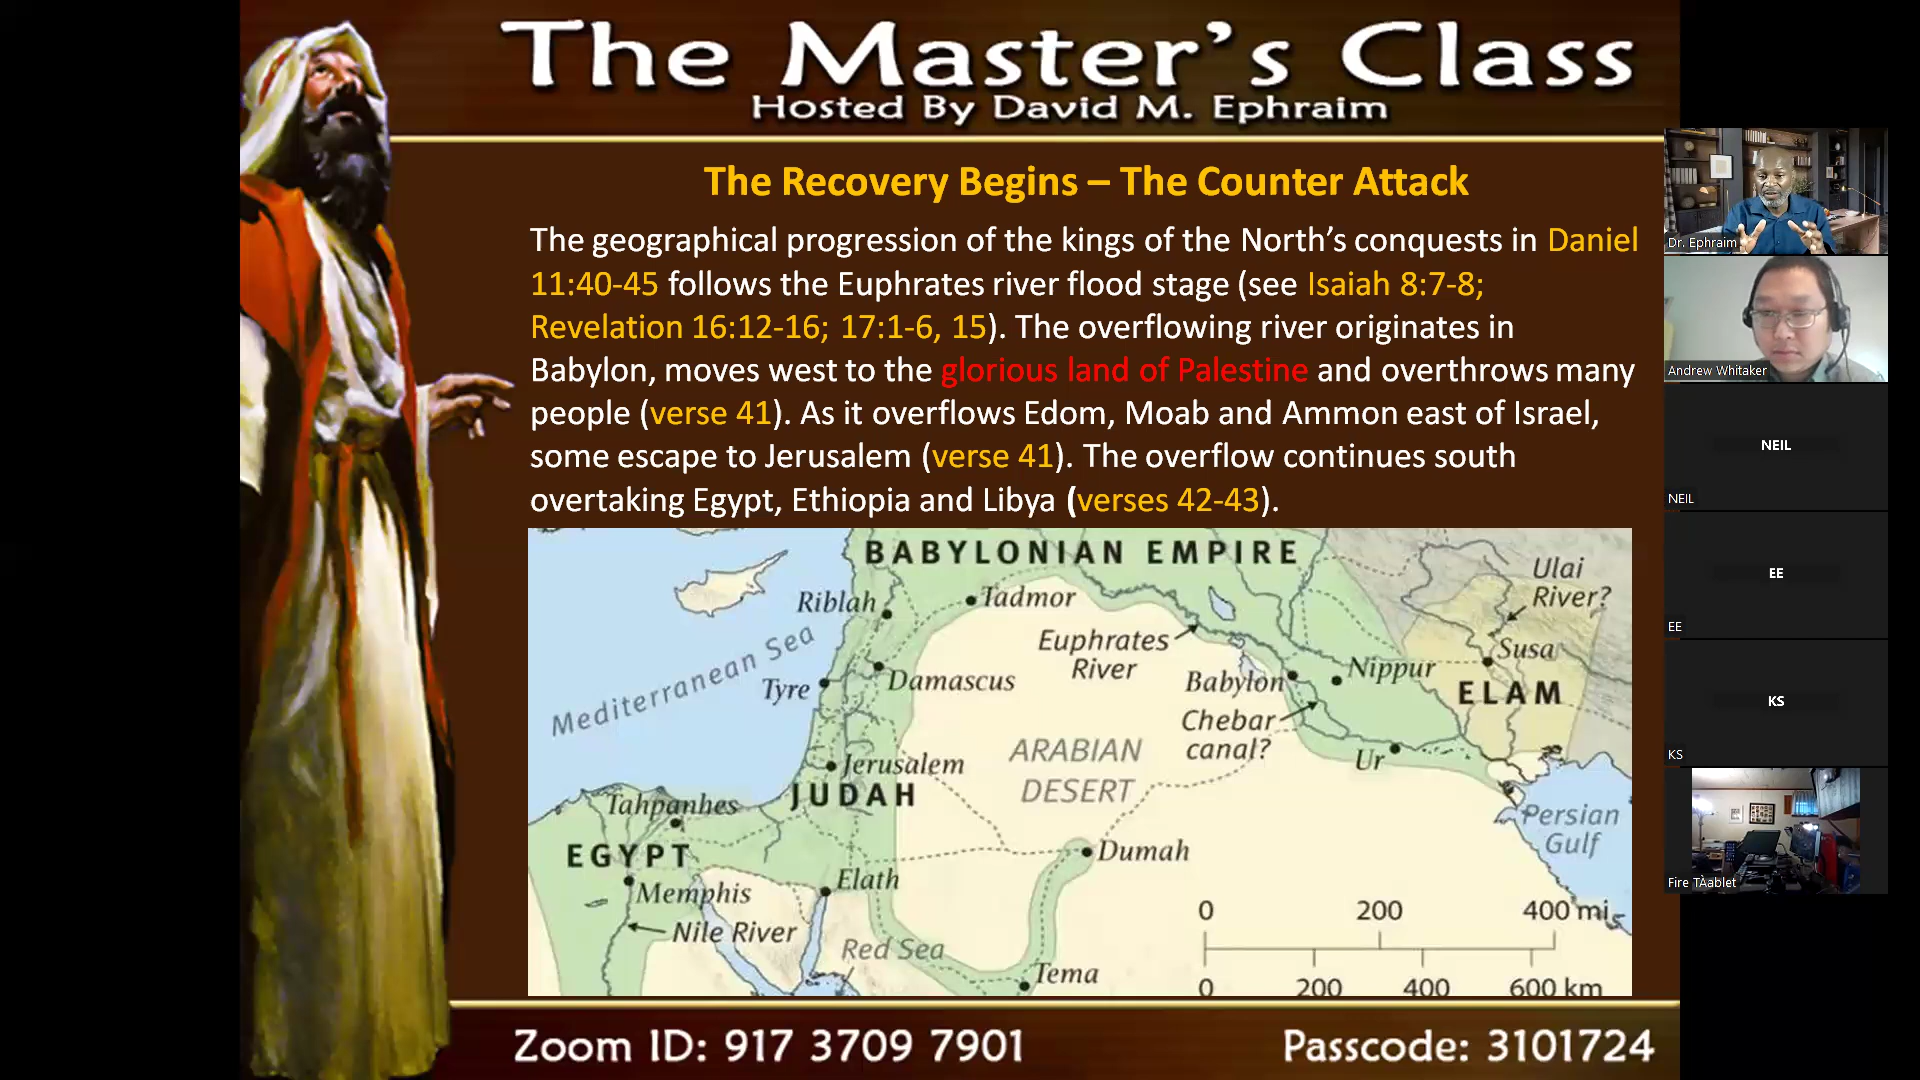 The Master's Class
Hosted By David M. Ephraim
The Recovery Begins – The Counter Attack
The geographical progression of the kings of the North's conquests in Daniel
11:40-45 follows the Euphrates river flood stage (see Isaiah 8:7-8;
Revelation 16:12-16; 17:1-6, 15). The overflowing river originates in
Babylon, moves west to the glorious land of Palestine and overthrows many
people (verse 41). As it overflows Edom, Moab and Ammon east of Israel,
some escape to Jerusalem (verse 41). The overflow continues south
overtaking Egypt, Ethiopia and Libya (verses 42-43).
BABYLONIAN EMPIRE
Ulai
River?
Riblah
Tadmor
Mediterranean Sea
Euphrates
River
Susa
Nippur
Tyre
Damascus
Babylon
ELAM
Chebar
canal?
ARABIAN
DESERT
Ur
Jerusalem
JUDAH
Tahpanhes
Persian
Gulf
EGYPT
Dumah
Elath
Memphis
Nile River
Red Sea
Tema
0 200 400 mi
0 200 400 600 km
Zoom ID: 917 3709 7901
Passcode: 3101724
Dr. Ephraim
Andrew Whitaker
NEIL
NEIL
EE
EE
KS
KS
Fire TÀablet